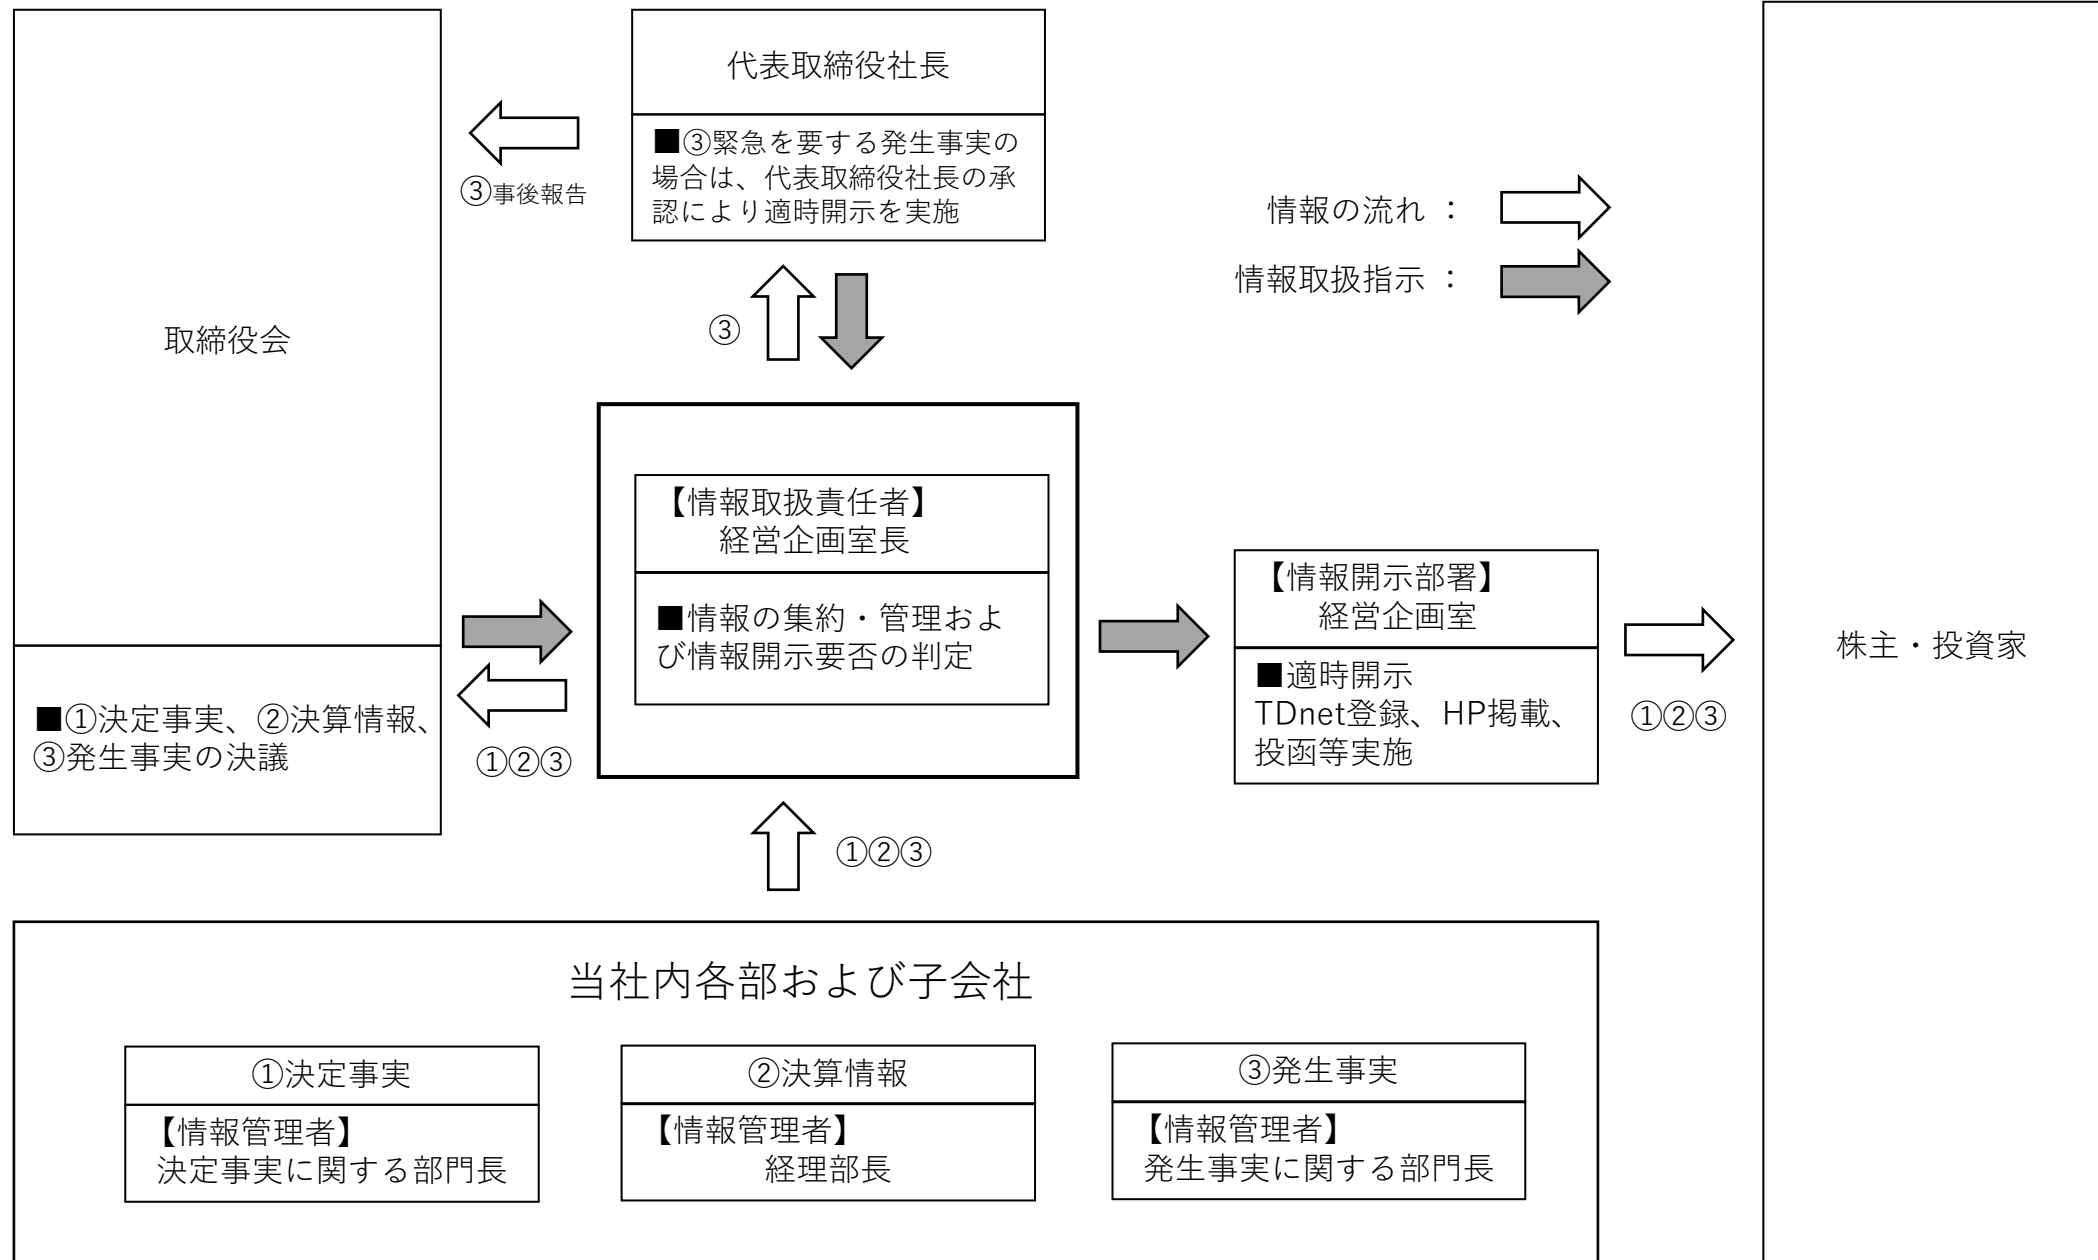 代表取締役社長
■③緊急を要する発生事実の
場合は、代表取締役社長の承
認により適時開示を実施
③事後報告
情報の流れ ：
情報取扱指示 ：
取締役会
③
【情報取扱責任者】
経営企画室長
■情報の集約・管理およ
び情報開示要否の判定
【情報開示部署】
経営企画室
■適時開示
TDnet登録、HP掲載、
投函等実施
株主・投資家
■①決定事実、②決算情報、
③発生事実の決議
①②③
①②③
①②③
当社内各部および子会社
①決定事実
【情報管理者】
決定事実に関する部門長
②決算情報
【情報管理者】
経理部長
③発生事実
【情報管理者】
発生事実に関する部門長